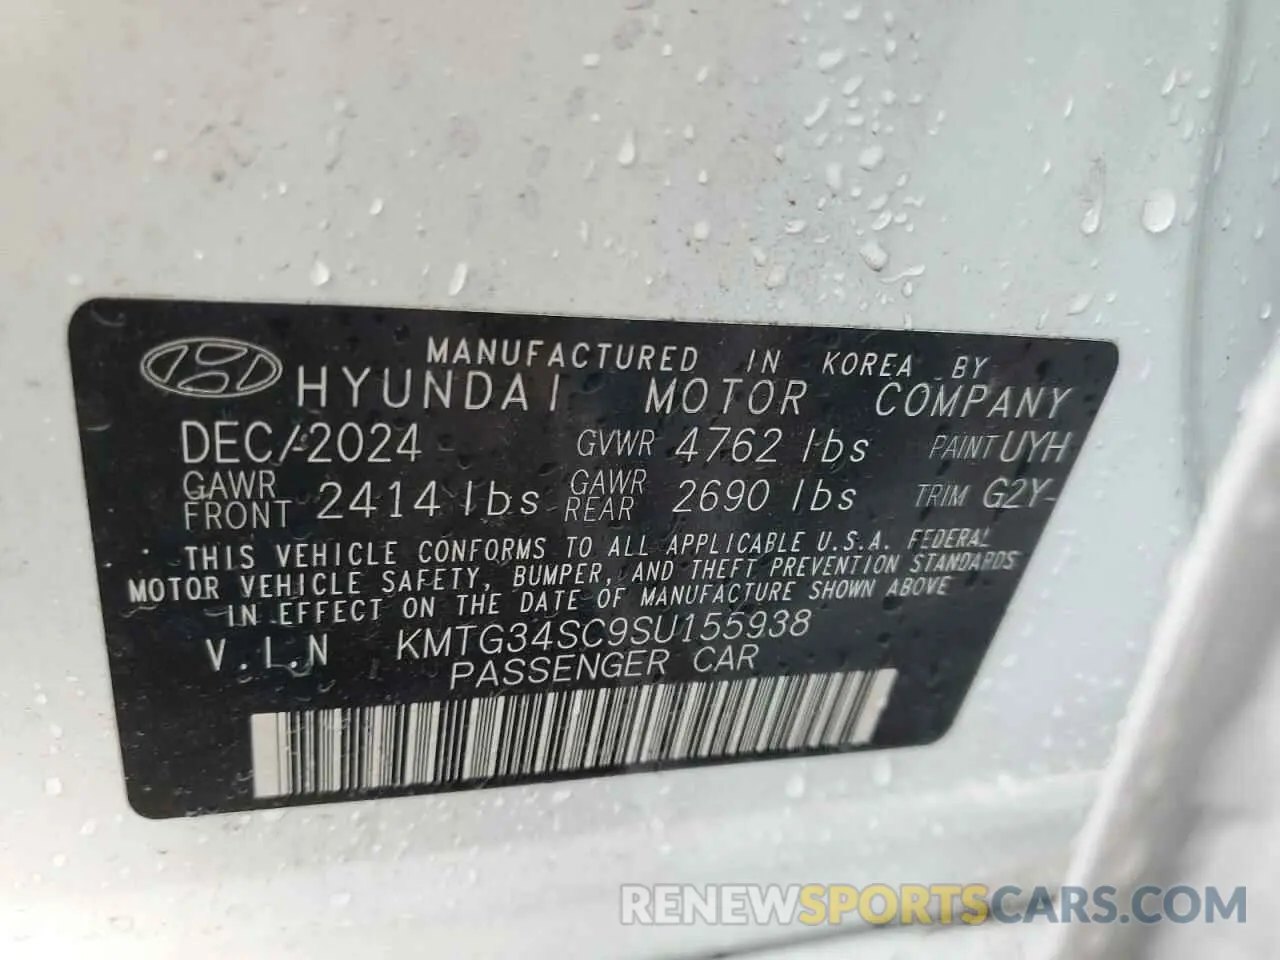 MANUFACTURED IN KOREA BY
HYUNDAI MOTOR COMPANY
DEC/2024 GVWR 4762 lbs PAINT UYH
GAWR FRONT 2414 lbs GAWR REAR 2690 lbs TRIM G2Y-
THIS VEHICLE CONFORMS TO ALL APPLICABLE U.S.A. FEDERAL
MOTOR VEHICLE SAFETY, BUMPER, AND THEFT PREVENTION STANDARDS
IN EFFECT ON THE DATE OF MANUFACTURE SHOWN ABOVE
V.I.N KMTG34SC9SU155938
PASSENGER CAR
RENEWSPORTSCARS.COM